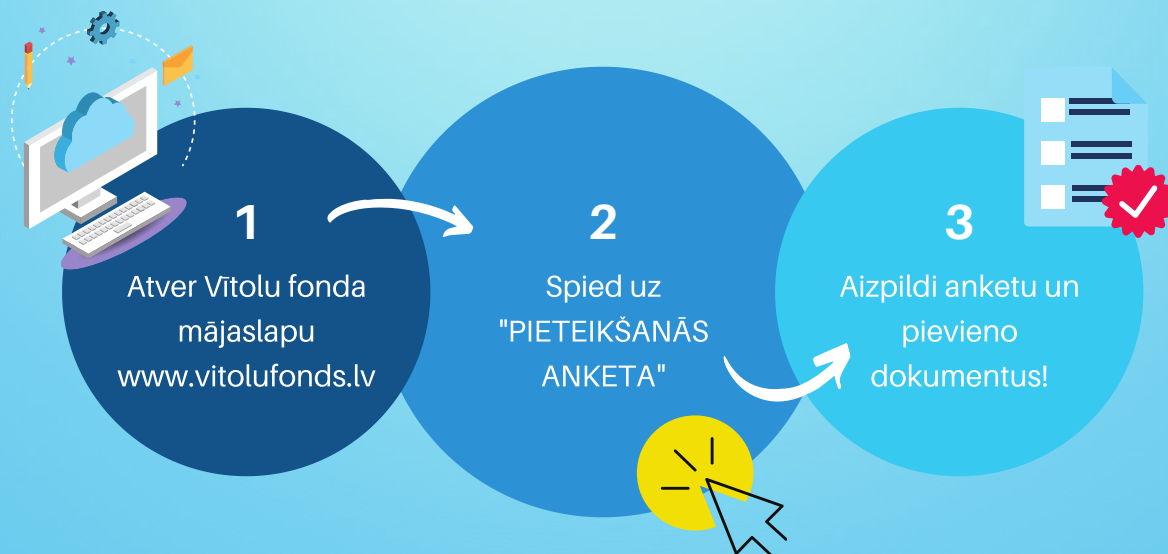 1
Atver Vītolu fonda
mājaslapu
www.vitolufonds.lv
2
Spied uz
"PIETEIKŠANĀS
ANKETA"
3
Aizpildi anketu un
pievieno
dokumentus!